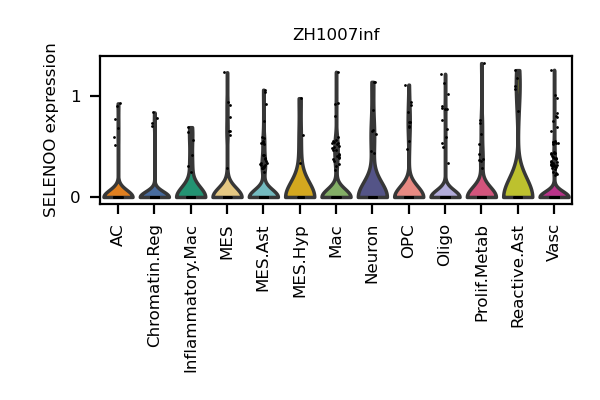 ZH1007inf
SELENOO expression
1
0
AC
Chromatin.Reg
Inflammatory.Mac
MES
MES.Ast
MES.Hyp
Mac
Neuron
OPC
Oligo
Prolif.Metab
Reactive.Ast
Vasc